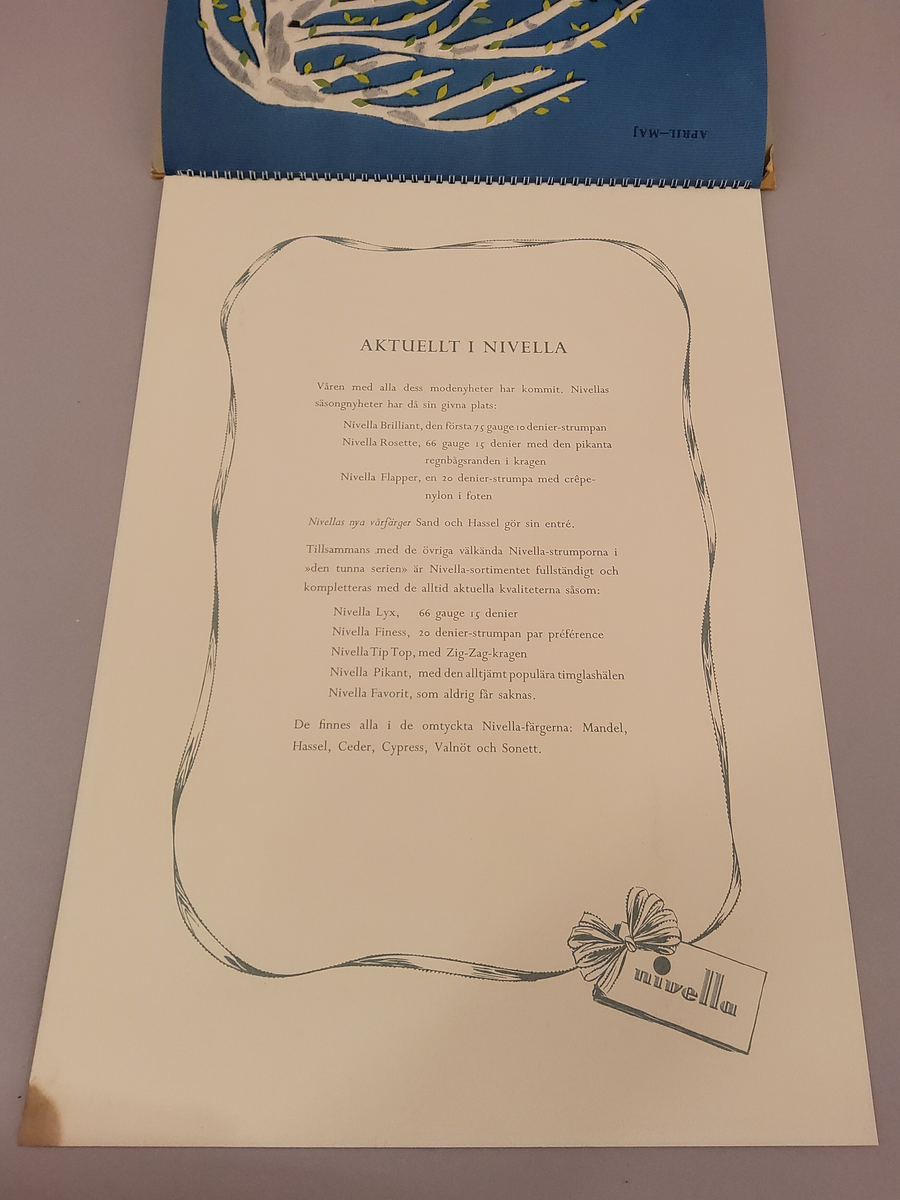 APRIL—MAJ
AKTUELLT I NIVELLA
Våren med alla dess modenyheter har kommit. Nivellas
säsongnyheter har då sin givna plats:
Nivella Brilliant, den första 75 gauge 10 denier-strumpan
Nivella Rosette, 66 gauge 15 denier med den pikanta
regnbågsranden i kragen
Nivella Flapper, en 20 denier-strumpa med crêpe-
nylon i foten
Nivellas nya vårfärger Sand och Hassel gör sin entré.
Tillsammans med de övriga välkända Nivella-strumporna i
»den tunna serien» är Nivella-sortimentet fullständigt och
kompletteras med de alltid aktuella kvaliteterna såsom:
Nivella Lyx, 66 gauge 15 denier
Nivella Finess, 20 denier-strumpan par préférence
Nivella Tip Top, med Zig-Zag-kragen
Nivella Pikant, med den alltjämt populära timglashälen
Nivella Favorit, som aldrig får saknas.
De finnes alla i de omtyckta Nivella-färgerna: Mandel,
Hassel, Ceder, Cypress, Valnöt och Sonett.
nivella